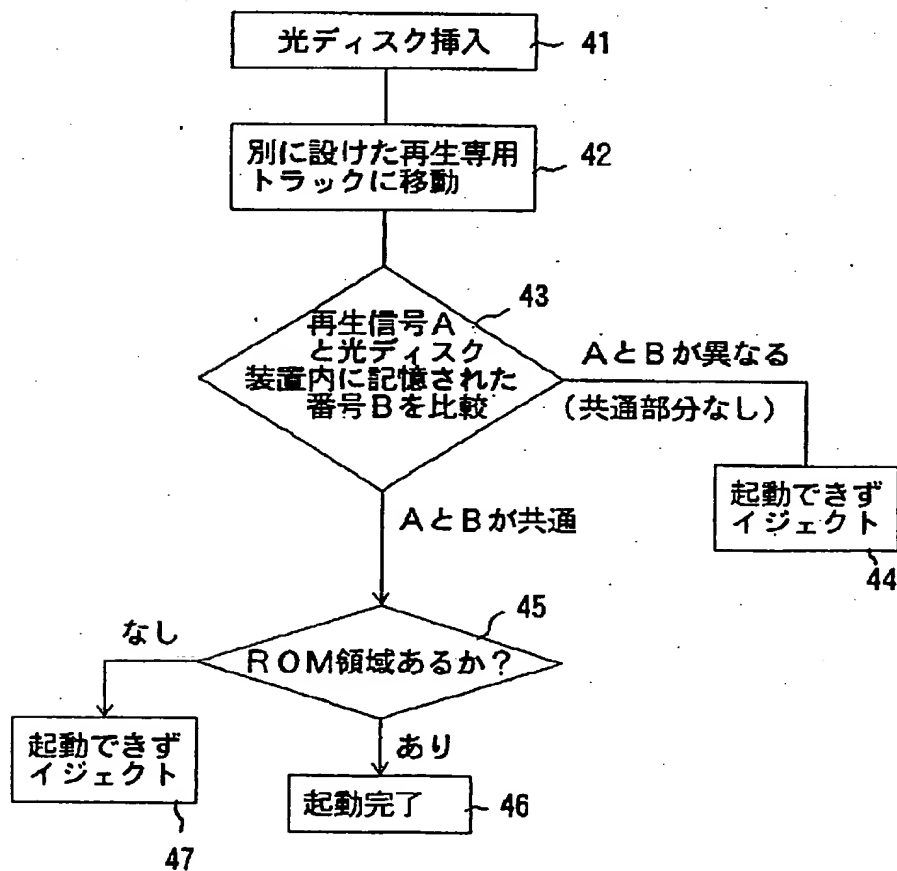 光ディスク挿入
41
別に設けた再生専用
トラックに移動
42
43
再生信号A
と光ディスク
装置内に記憶された
番号Bを比較
AとBが異なる
(共通部分なし)
起動できず
イジェクト
44
AとBが共通
45
なし
ROM領域あるか?
起動できず
イジェクト
47
あり
起動完了
46